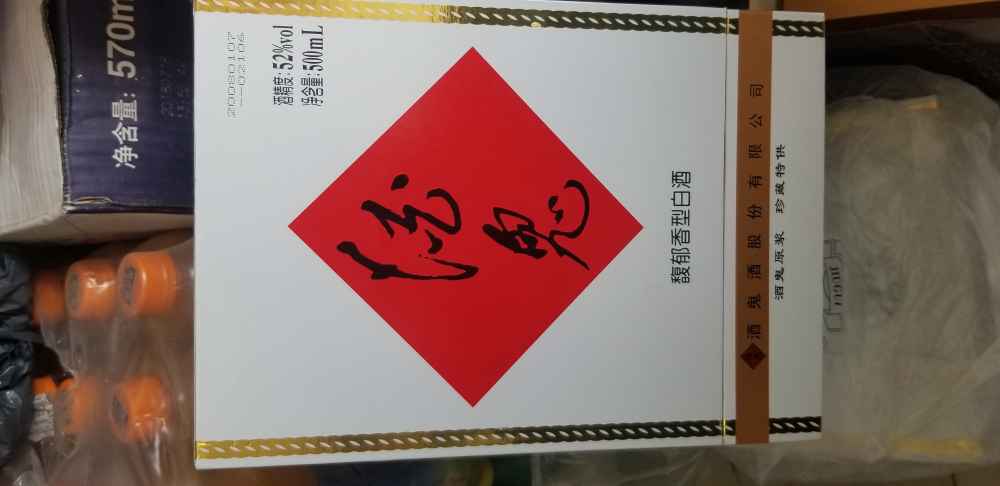 20080107
--02106
酒精度：52%vol
净含量：500mL
酒鬼
馥郁香型白酒
酒鬼酒股份有限公司
酒鬼原浆 珍藏特供
净含量：570m